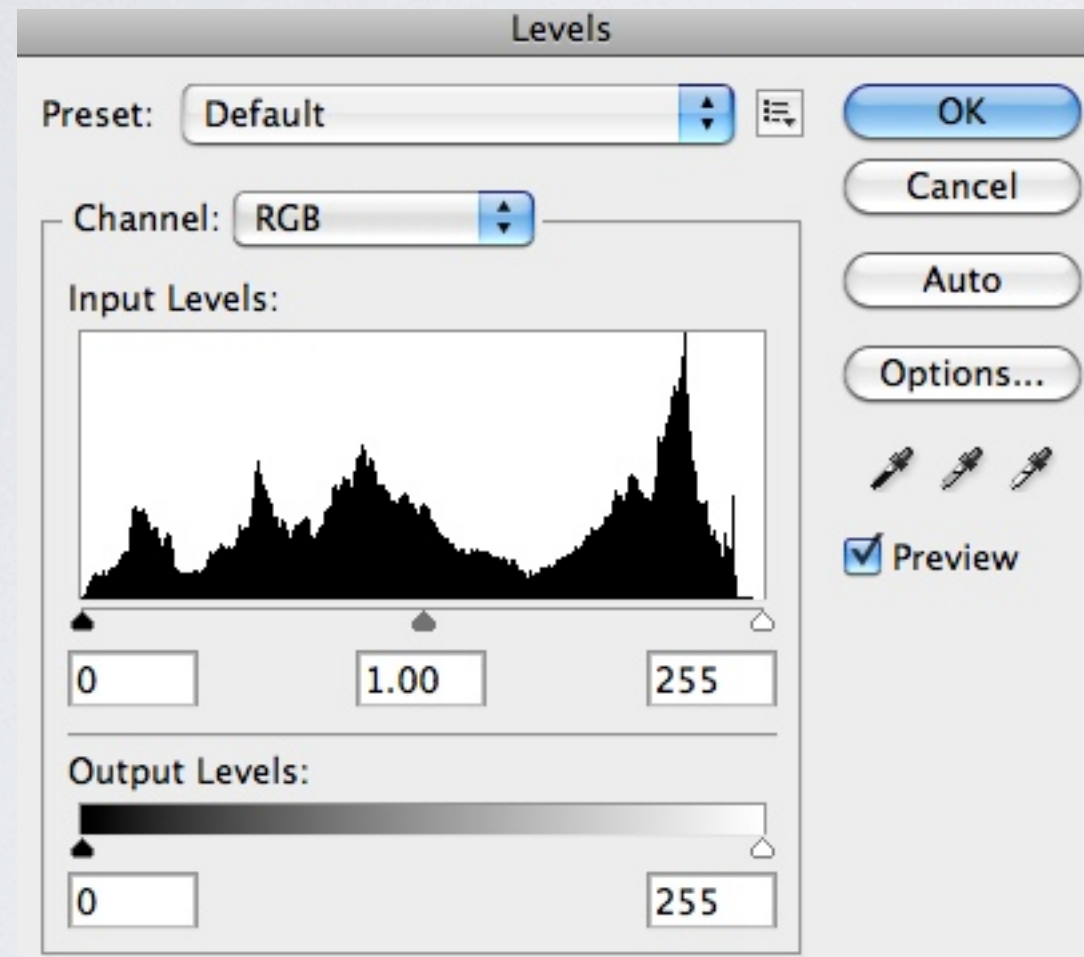 Levels
Preset: Default
OK
Cancel
Channel: RGB
Auto
Input Levels:
Options...
Preview
0 1.00 255
Output Levels:
0 255